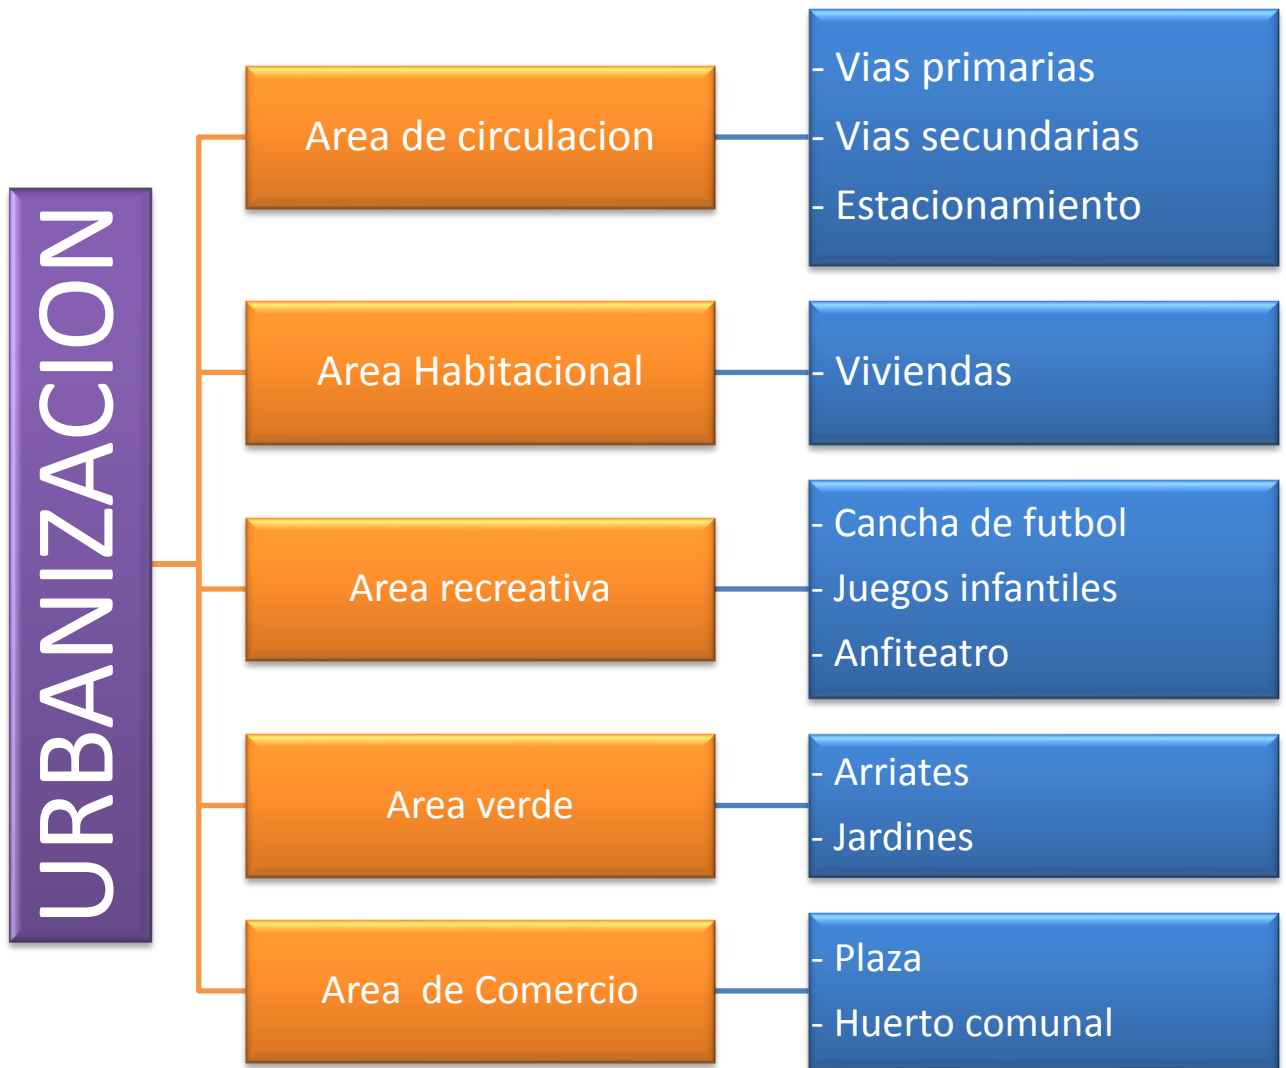 URBANIZACION
Area de circulacion
- Vias primarias
- Vias secundarias
- Estacionamiento
Area Habitacional
- Viviendas
Area recreativa
- Cancha de futbol
- Juegos infantiles
- Anfiteatro
Area verde
- Arriates
- Jardines
Area  de Comercio
- Plaza
- Huerto comunal